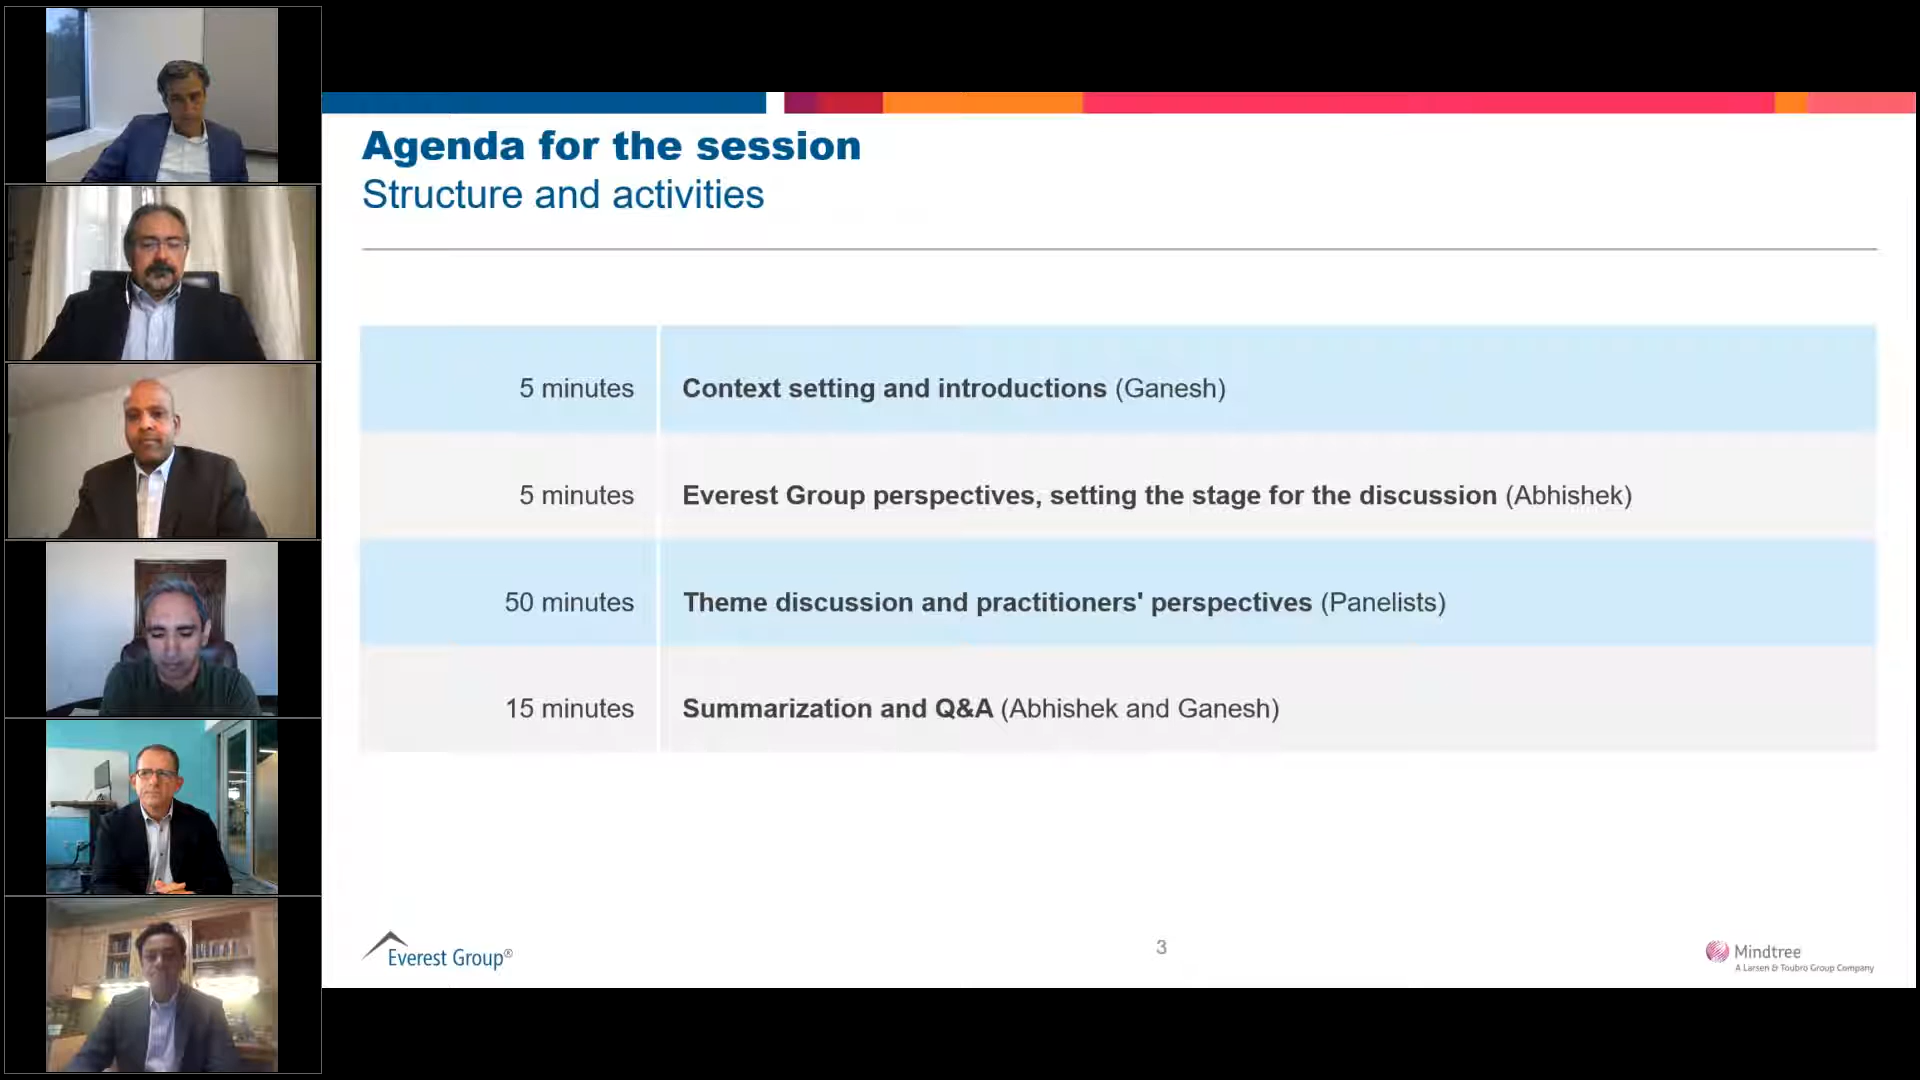 Agenda for the session
Structure and activities
5 minutes Context setting and introductions (Ganesh)
5 minutes Everest Group perspectives, setting the stage for the discussion (Abhishek)
50 minutes Theme discussion and practitioners' perspectives (Panelists)
15 minutes Summarization and Q&A (Abhishek and Ganesh)
Everest Group®
3
Mindtree
A Larsen & Toubro Group Company